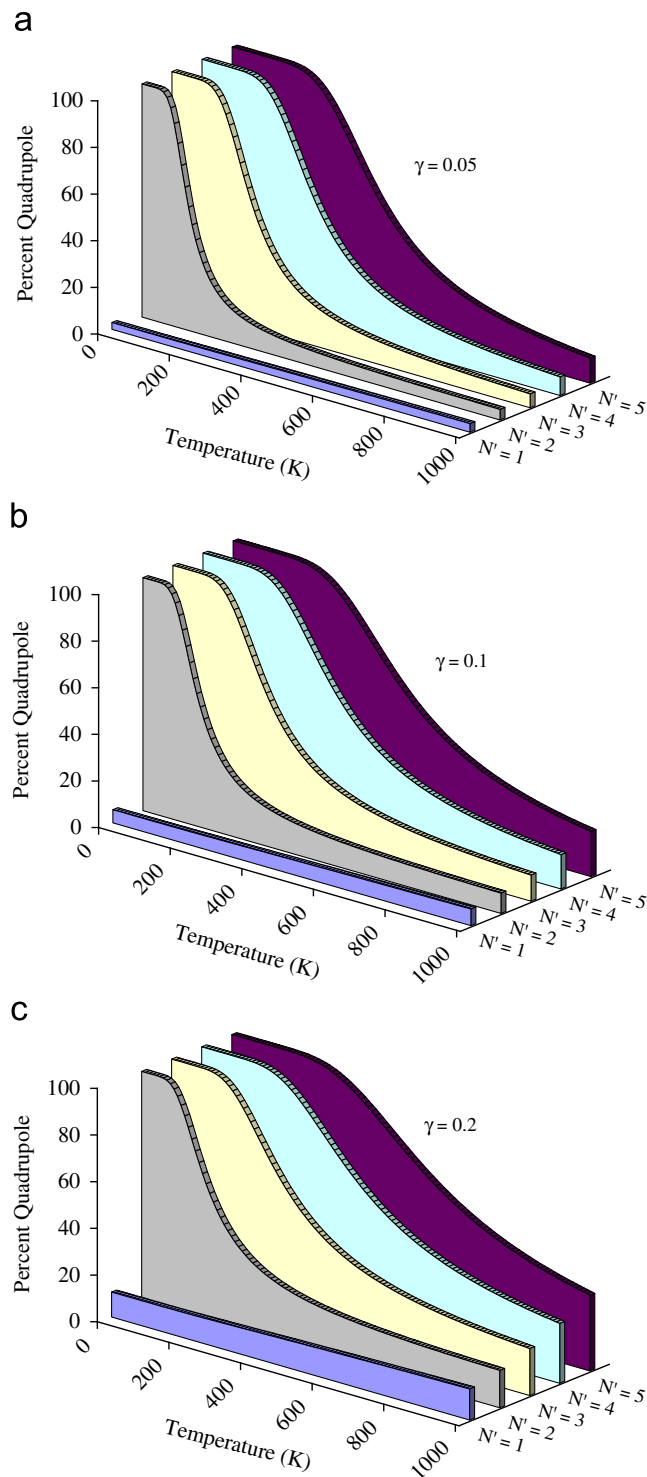 a
100
80
60
40
20
0
Percent Quadrupole
γ = 0.05
0
200
400
600
800
1000
Temperature (K)
N' = 1
N' = 2
N' = 3
N' = 4
N' = 5
b
100
80
60
40
20
0
Percent Quadrupole
γ = 0.1
0
200
400
600
800
1000
Temperature (K)
N' = 1
N' = 2
N' = 3
N' = 4
N' = 5
c
100
80
60
40
20
0
Percent Quadrupole
γ = 0.2
0
200
400
600
800
1000
Temperature (K)
N' = 1
N' = 2
N' = 3
N' = 4
N' = 5